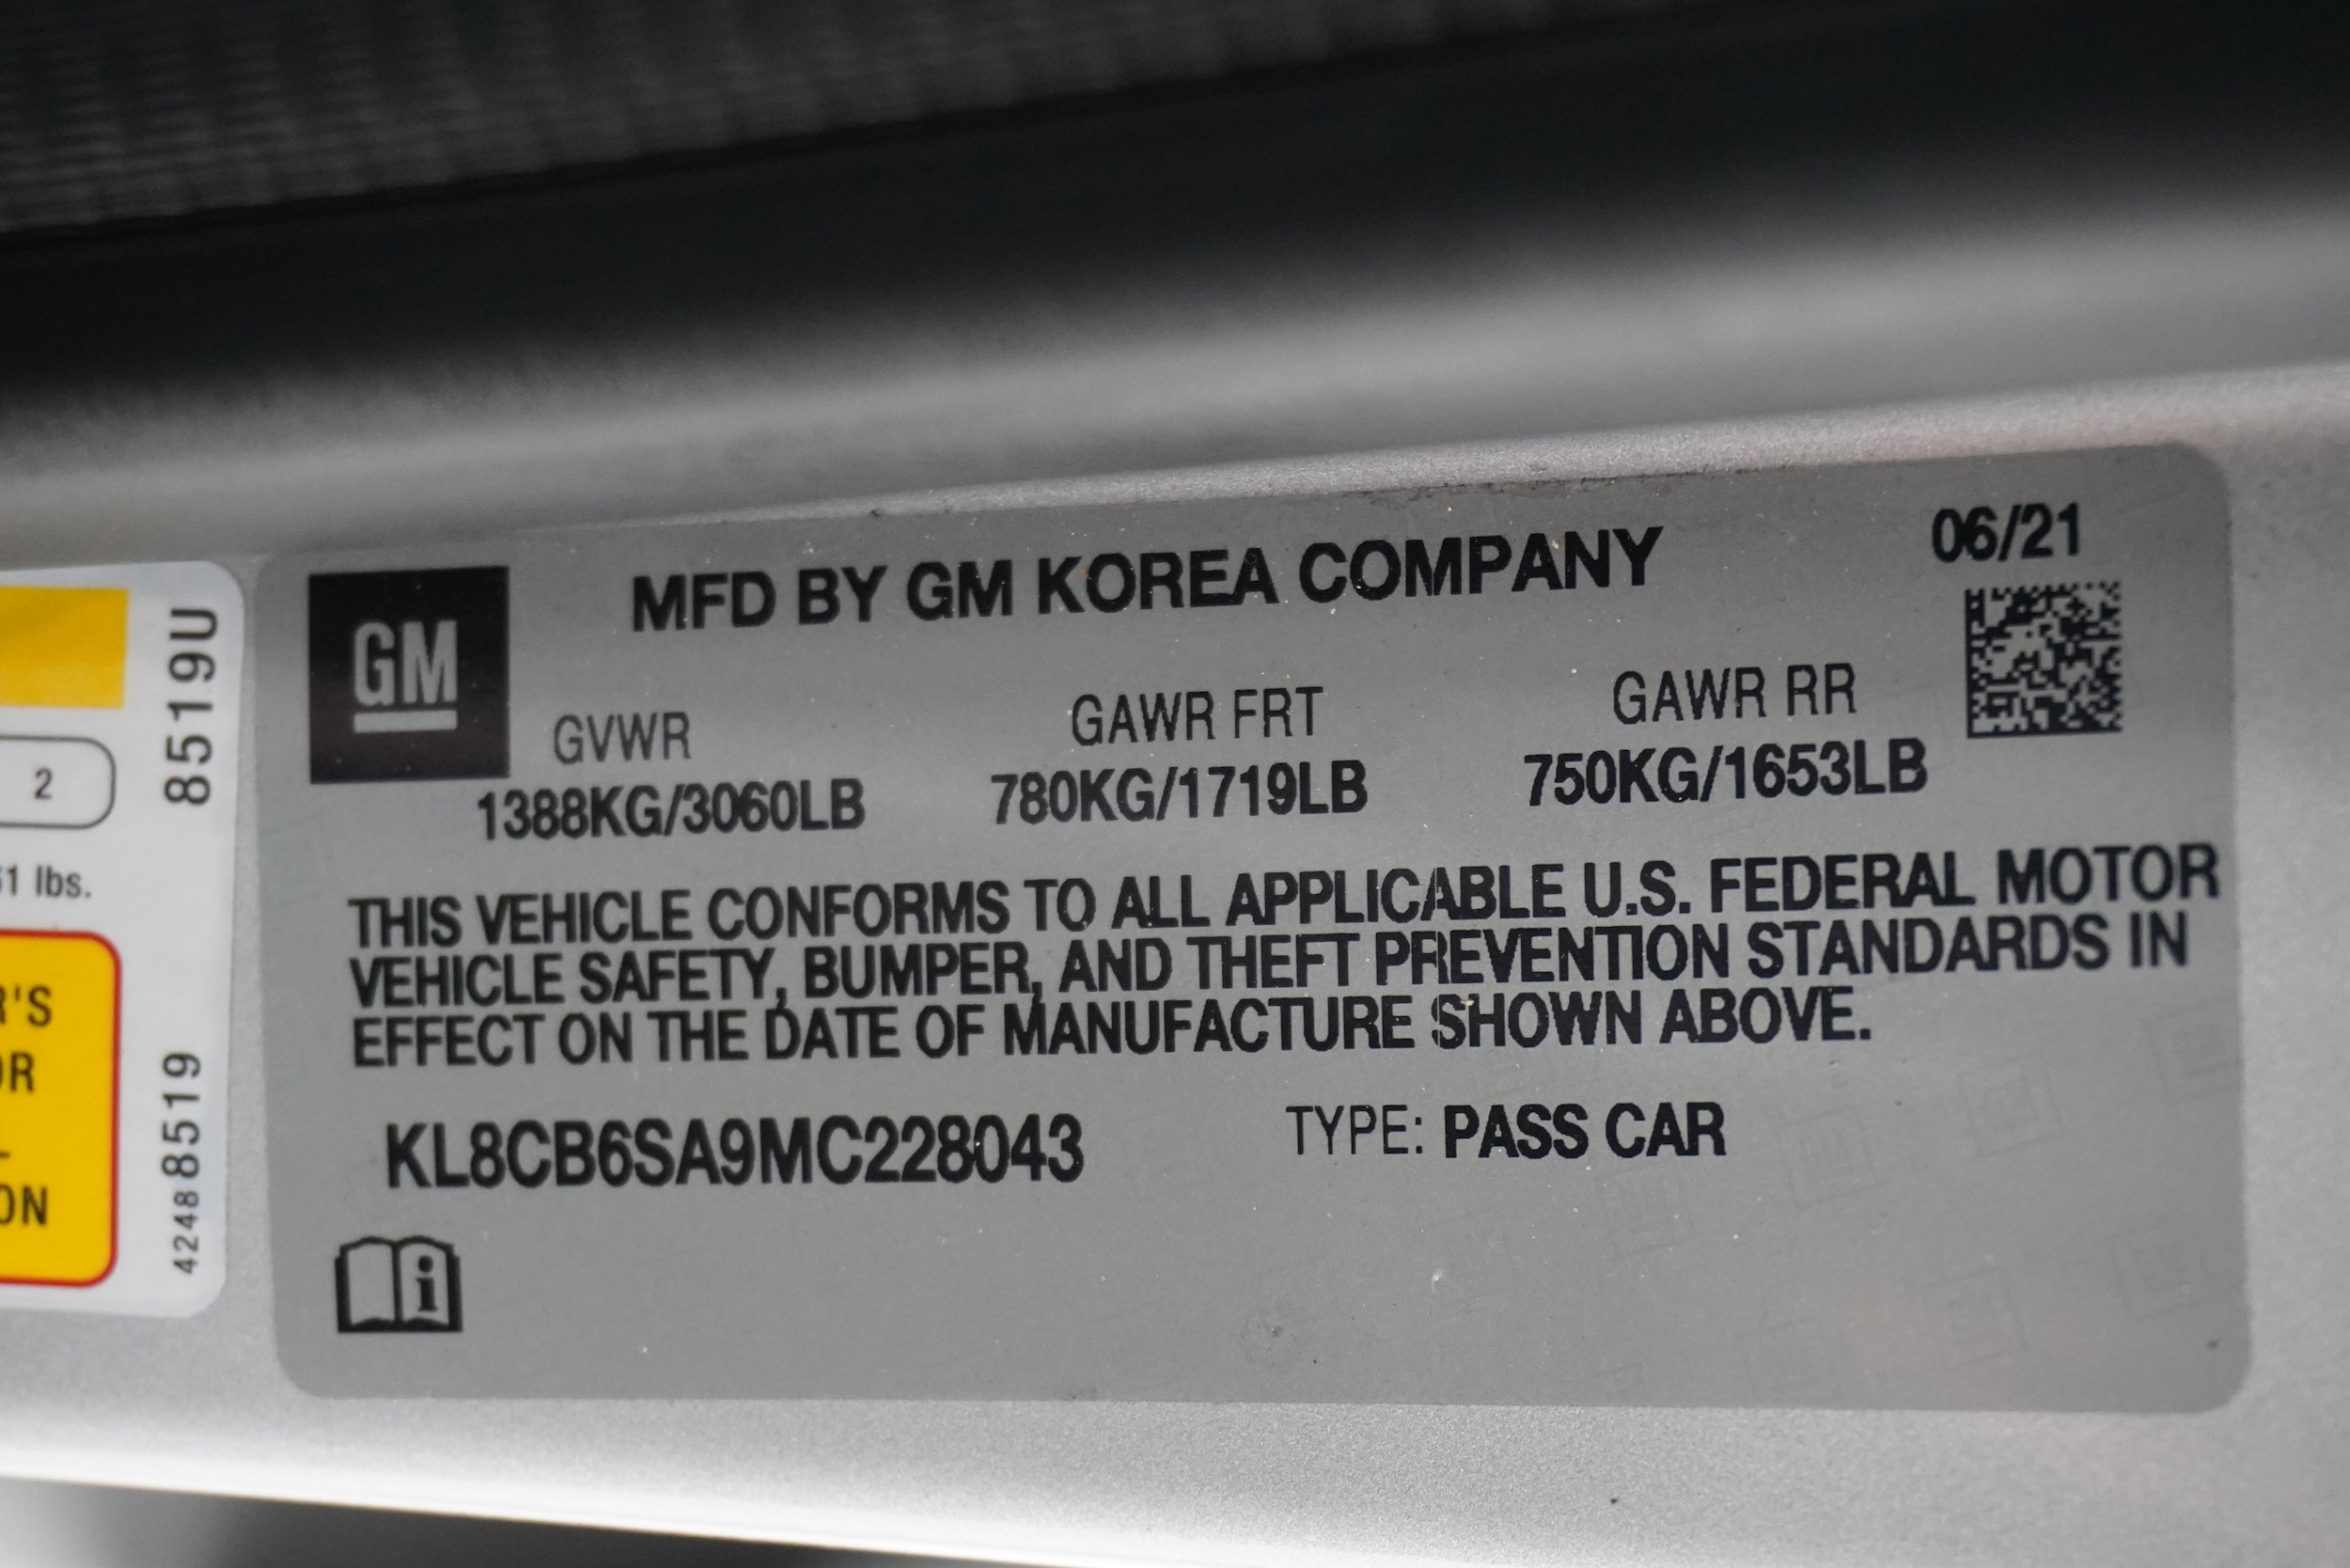 MFD BY GM KOREA COMPANY
06/21
GM
GVWR
GAWR FRT
GAWR RR
1388KG/3060LB
780KG/1719LB
750KG/1653LB
THIS VEHICLE CONFORMS TO ALL APPLICABLE U.S. FEDERAL MOTOR
VEHICLE SAFETY, BUMPER, AND THEFT PREVENTION STANDARDS IN
EFFECT ON THE DATE OF MANUFACTURE SHOWN ABOVE.
KL8CB6SA9MC228043
TYPE: PASS CAR
i
8519U
2
lbs.
42488519